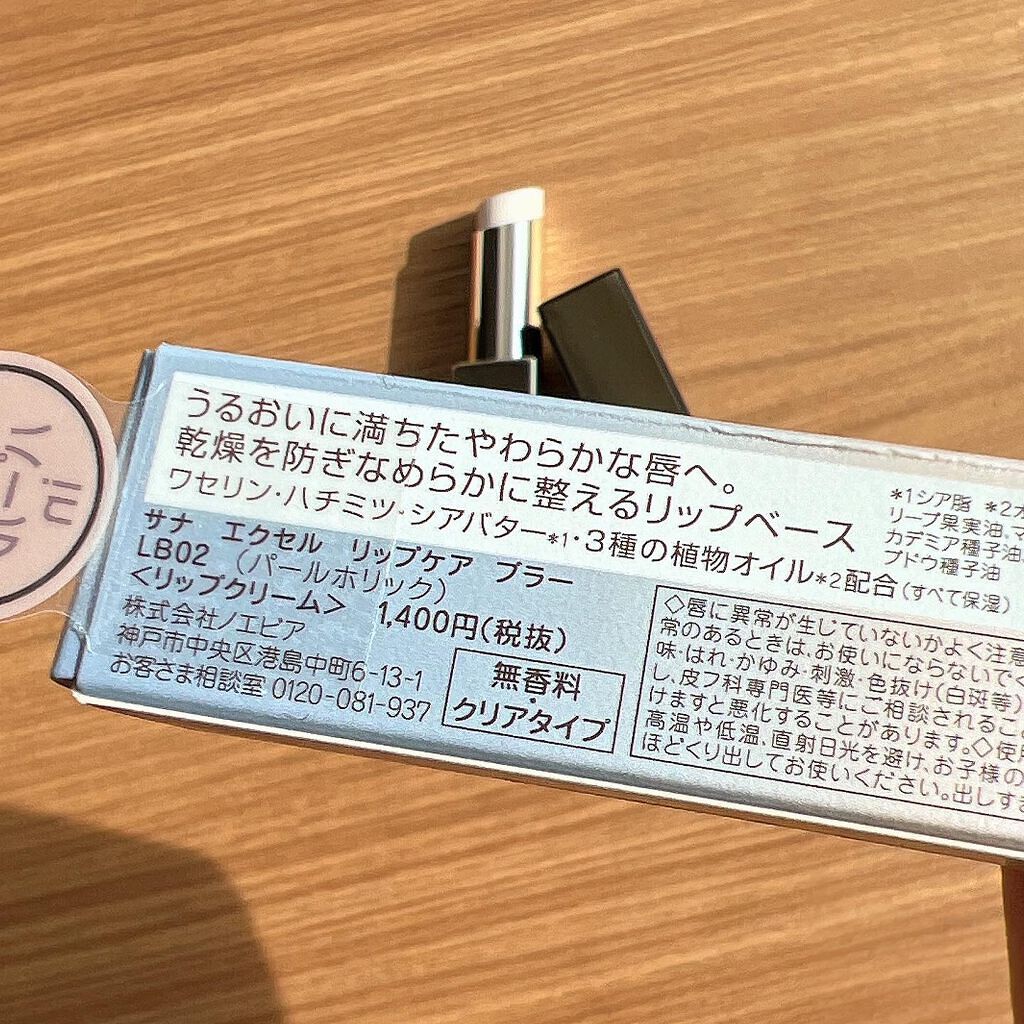 うるおいに満ちたやわらかな唇へ。
乾燥を防ぎなめらかに整えるリップベース
ワセリン・ハチミツ・シアバター*1・3種の植物オイル*2配合(すべて保湿)
*1シア脂 *2オ
リーブ果実油、マ
カデミア種子油、
ブドウ種子油
サナ エクセル リップケア ブラー
LB02 (パールホリック)
<リップクリーム> 1,400円(税抜)
株式会社ノエビア
神戸市中央区港島中町6-13-1
お客さま相談室 0120-081-937
無香料
・
クリアタイプ
◇唇に異常が生じていないかよく注意
常のあるときは、お使いにならないでく
味・はれ・かゆみ・刺激・色抜け(白斑等)
し、皮フ科専門医等にご相談されるこ
けますと悪化することがあります。◇使
高温や低温、直射日光を避け、お子様の
ほどくり出してお使いください。出しすぎ